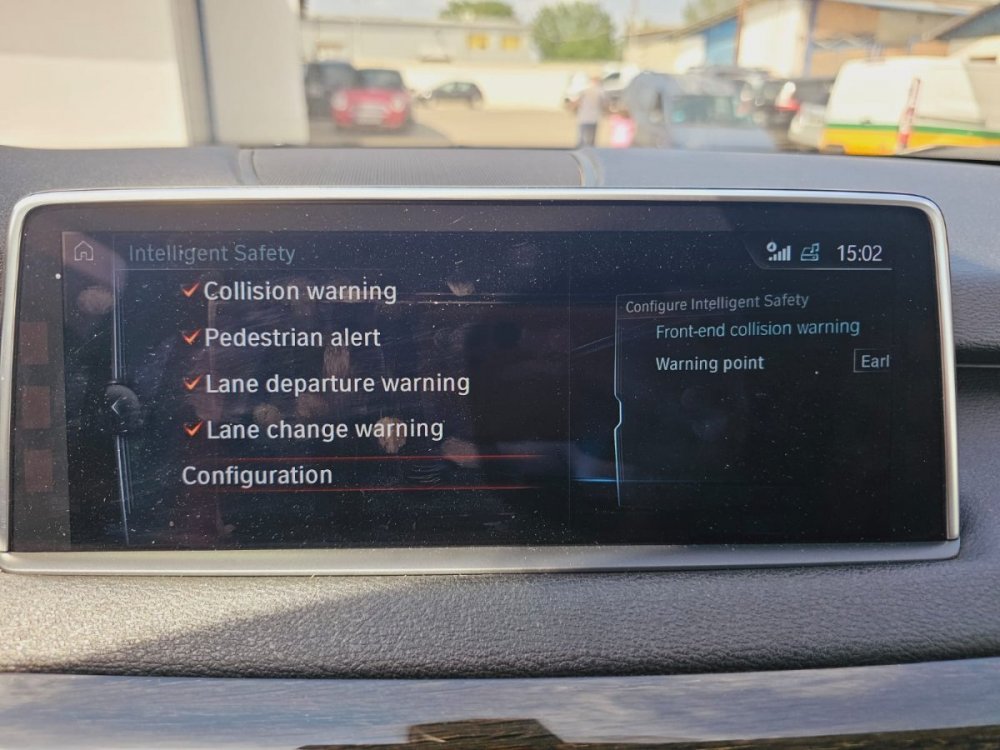 Intelligent Safety
15:02
Collision warning
Pedestrian alert
Lane departure warning
Lane change warning
Configuration
Configure Intelligent Safety
Front-end collision warning
Warning point
Earl